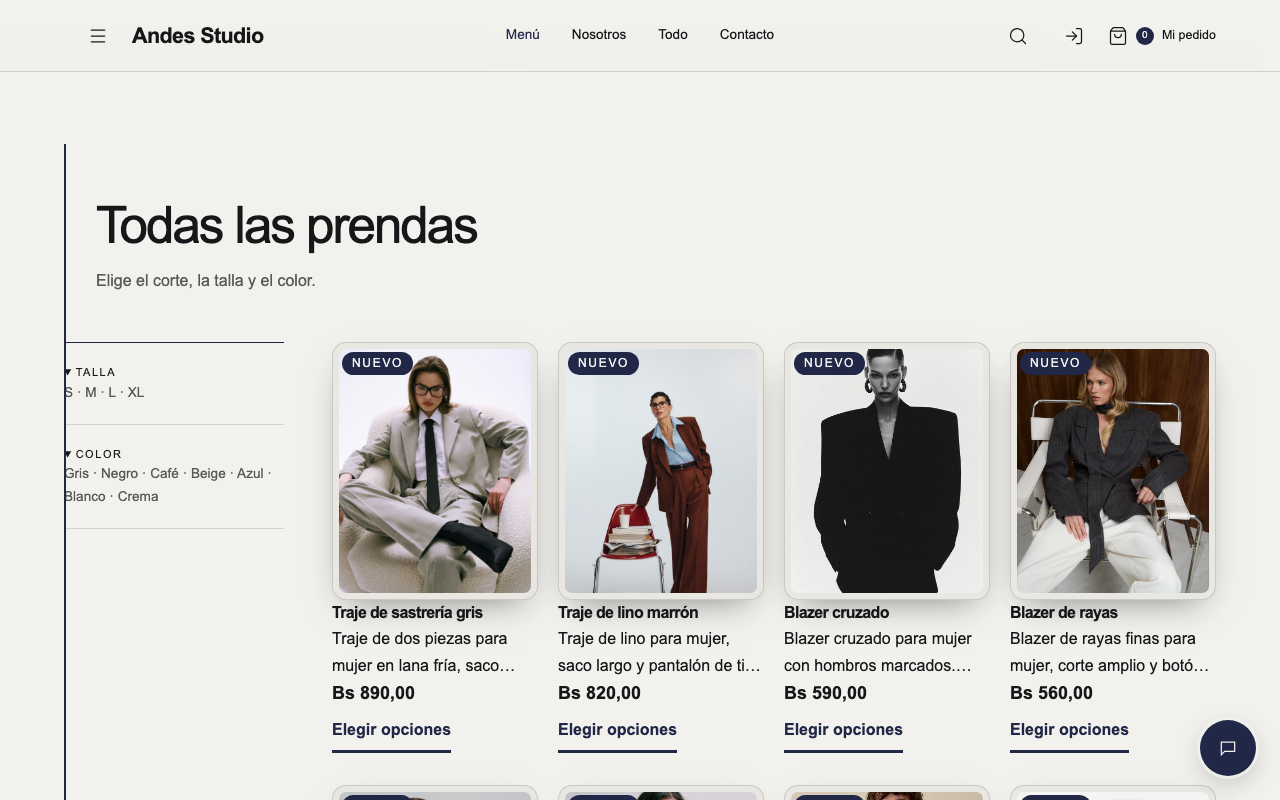 Andes Studio
Menú
Nosotros
Todo
Contacto
0
Mi pedido
Todas las prendas
Elige el corte, la talla y el color.
▾ TALLA
S · M · L · XL
▾ COLOR
Gris · Negro · Café · Beige · Azul ·
Blanco · Crema
NUEVO
Traje de sastrería gris
Traje de dos piezas para
mujer en lana fría, saco…
Bs 890,00
Elegir opciones
NUEVO
Traje de lino marrón
Traje de lino para mujer,
saco largo y pantalón de ti…
Bs 820,00
Elegir opciones
NUEVO
Blazer cruzado
Blazer cruzado para mujer
con hombros marcados.…
Bs 590,00
Elegir opciones
NUEVO
Blazer de rayas
Blazer de rayas finas para
mujer, corte amplio y botó…
Bs 560,00
Elegir opciones